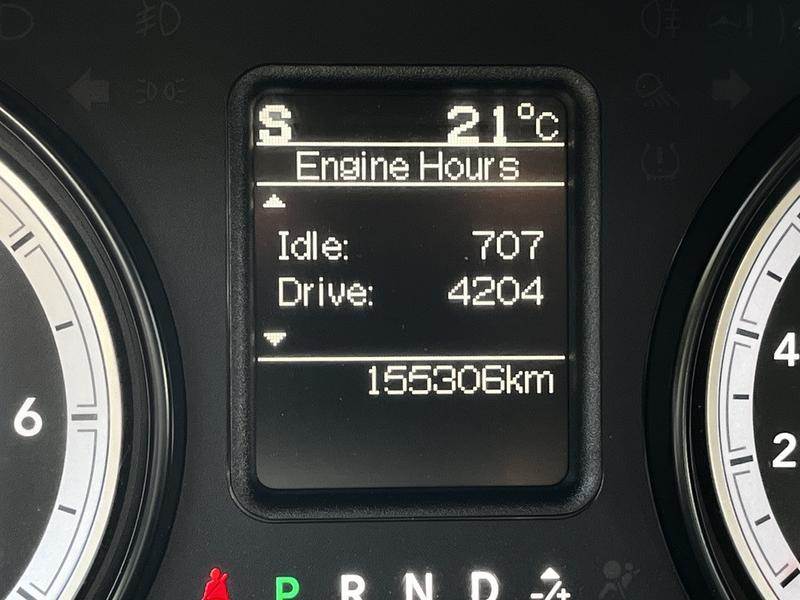 S 21°C
Engine Hours
Idle: 707
Drive: 4204
155306km
6
4
2
P R N D -/+